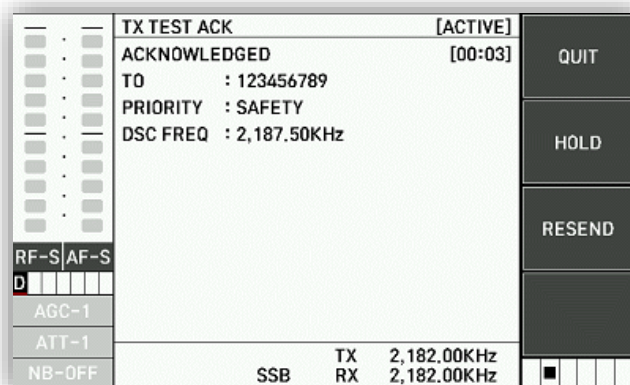 TX TEST ACK [ACTIVE]
ACKNOWLEDGED [00:03]
TO : 123456789
PRIORITY : SAFETY
DSC FREQ : 2,187.50KHz
QUIT
HOLD
RESEND
RF-S AF-S
D
AGC-1
ATT-1
NB-OFF
TX 2,182.00KHz
SSB RX 2,182.00KHz